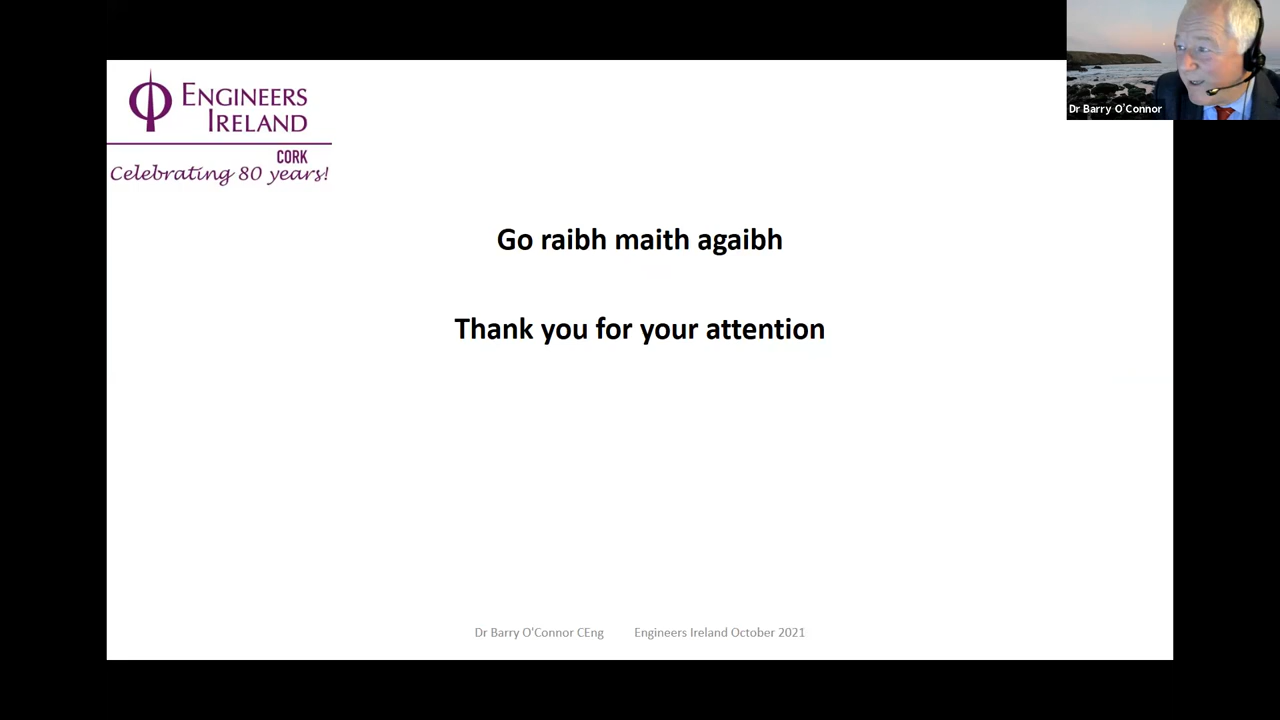 ENGINEERS
IRELAND
CORK
Celebrating 80 years!
Dr Barry O'Connor
Go raibh maith agaibh
Thank you for your attention
Dr Barry O'Connor CEng Engineers Ireland October 2021